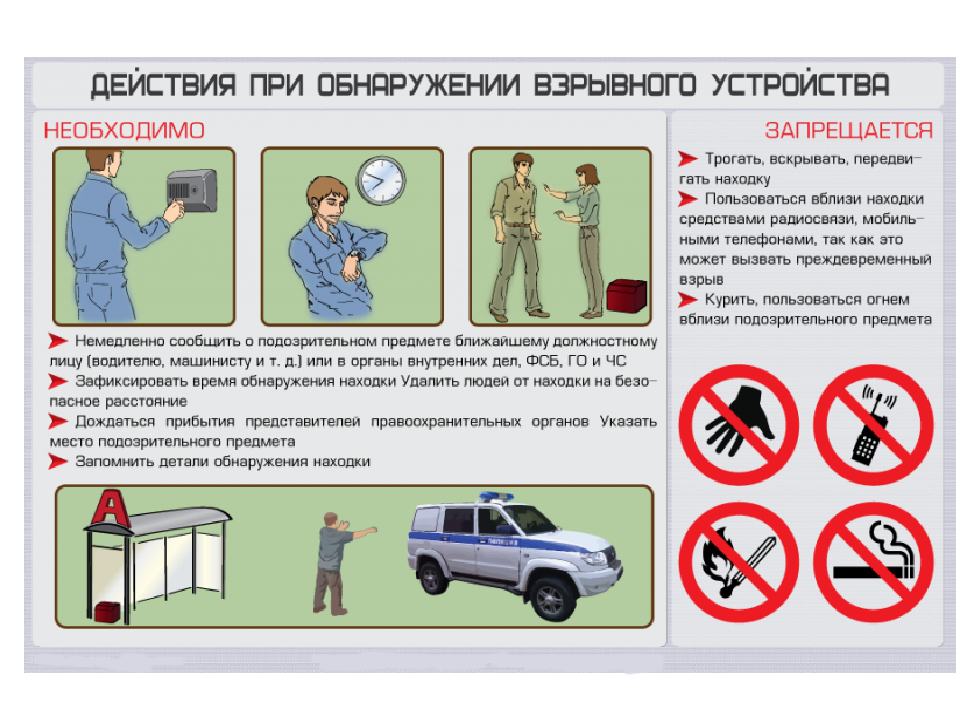 ДЕЙСТВИЯ ПРИ ОБНАРУЖЕНИИ ВЗРЫВНОГО УСТРОЙСТВА
НЕОБХОДИМО
Немедленно сообщить о подозрительном предмете ближайшему должностному
лицу (водителю, машинисту и т. д.) или в органы внутренних дел, ФСБ, ГО и ЧС
Зафиксировать время обнаружения находки Удалить людей от находки на безо–
пасное расстояние
Дождаться прибытия представителей правоохранительных органов Указать
место подозрительного предмета
Запомнить детали обнаружения находки
А
ЗАПРЕЩАЕТСЯ
Трогать, вскрывать, передви–
гать находку
Пользоваться вблизи находки
средствами радиосвязи, мобиль–
ными телефонами, так как это
может вызвать преждевременный
взрыв
Курить, пользоваться огнем
вблизи подозрительного предмета